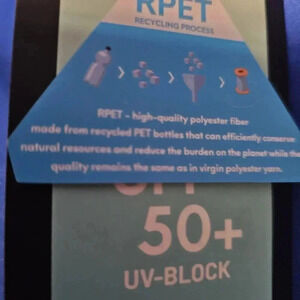 RPET
RECYCLING PROCESS
RPET - high-quality polyester fiber
made from recycled PET bottles that can efficiently conserve
natural resources and reduce the burden on the planet while the
quality remains the same as in virgin polyester yarn.
50+
UV-BLOCK